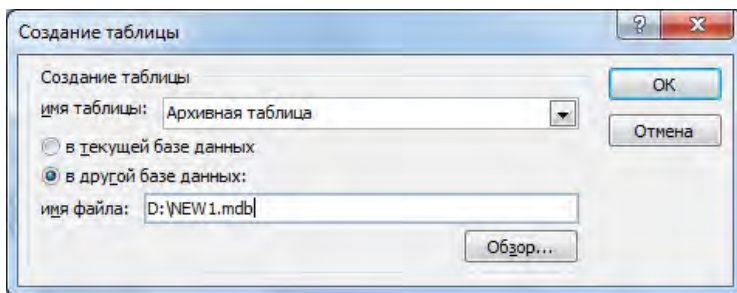 Создание таблицы
Создание таблицы
OK
имя таблицы: Архивная таблица
Отмена
в текущей базе данных
в другой базе данных:
имя файла: D:\NEW1.mdb
Обзор...